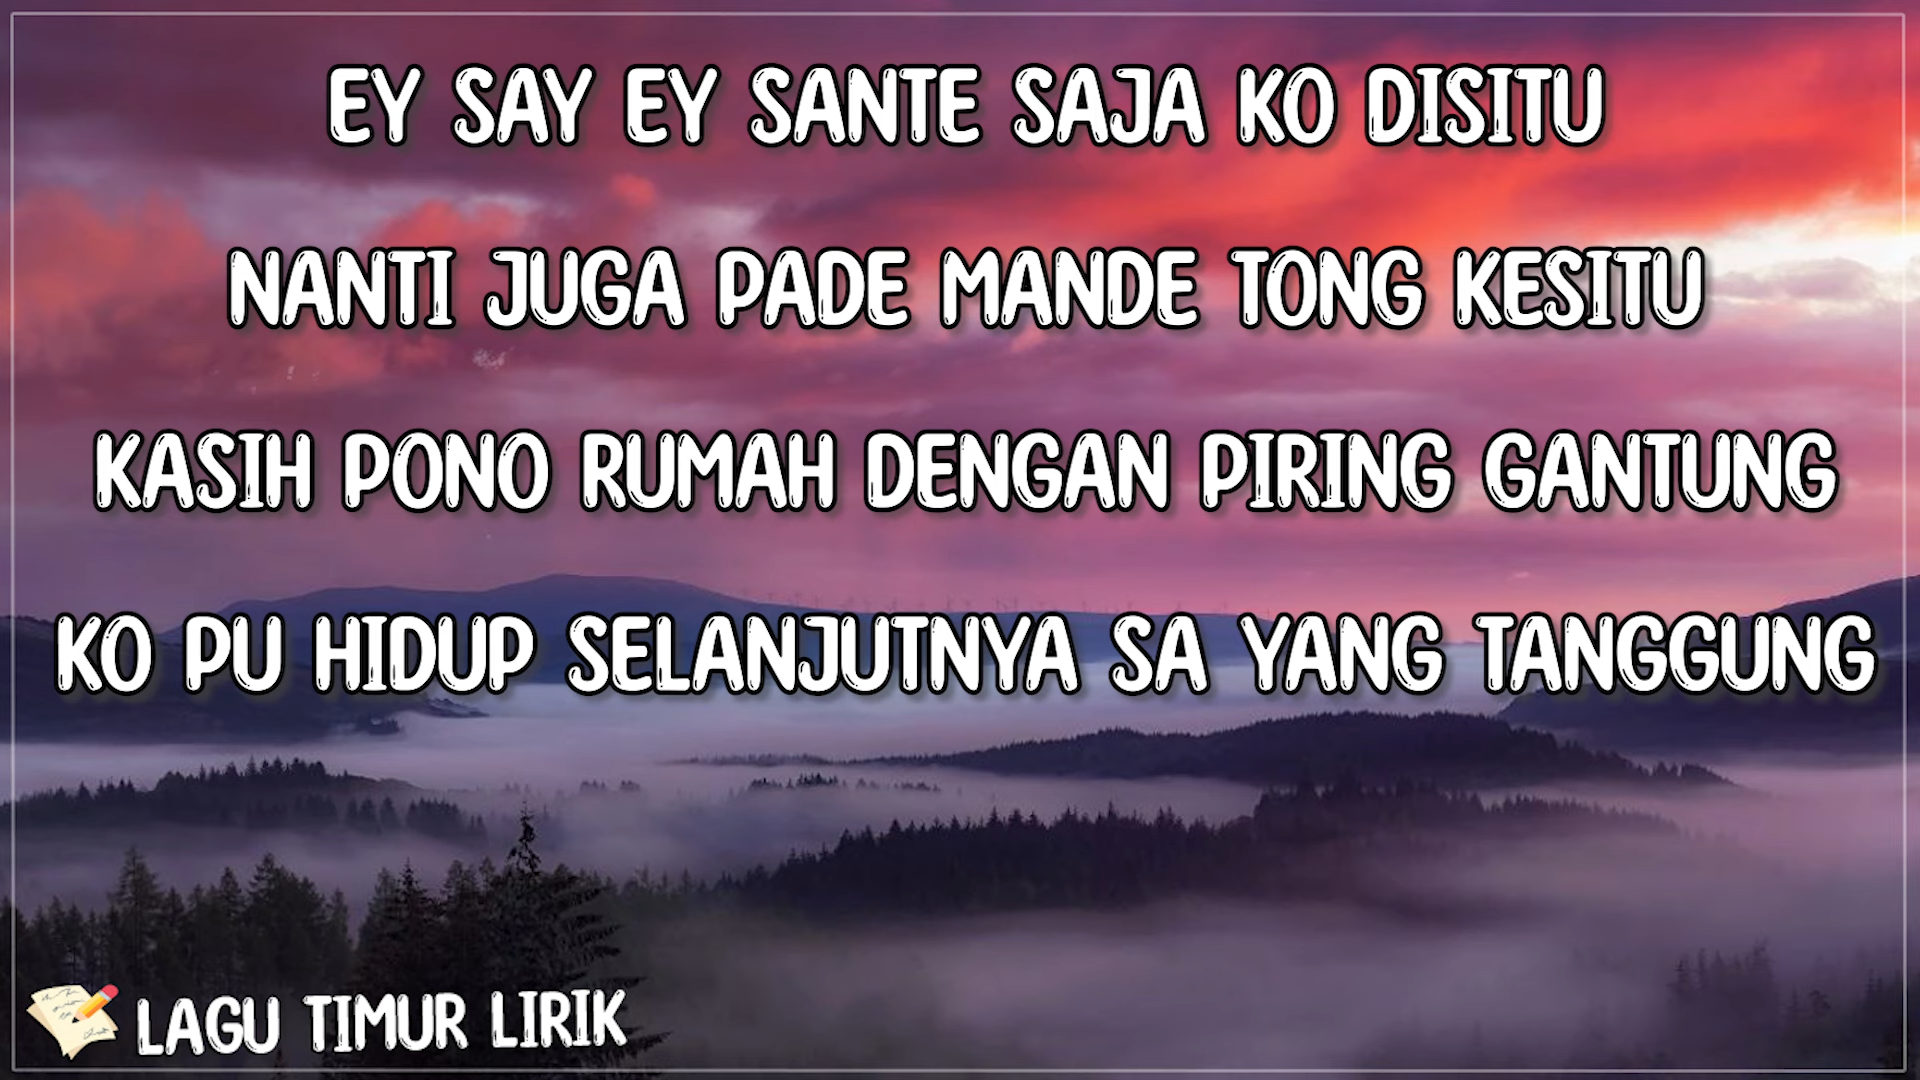 EY SAY EY SANTE SAJA KO DISITU
NANTI JUGA PADE MANDE TONG KESITU
KASIH PONO RUMAH DENGAN PIRING GANTUNG
KO PU HIDUP SELANJUTNYA SA YANG TANGGUNG
LAGU TIMUR LIRIK